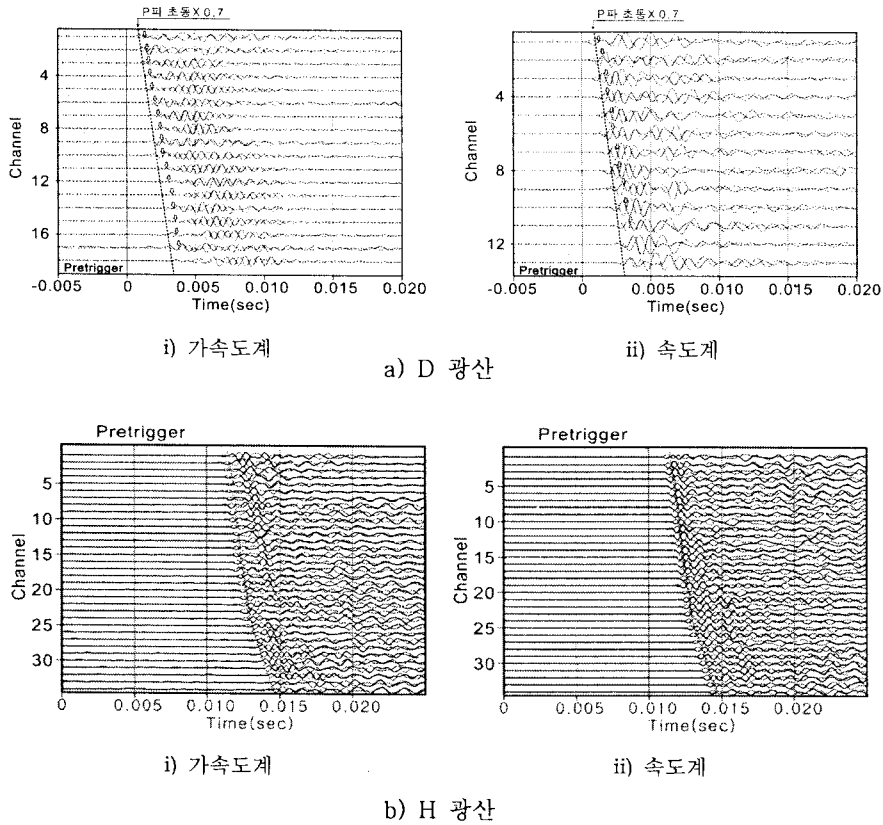 P파 초동X0.7
Channel
4
8
12
16
Pretrigger
-0.005 0 0.005 0.010 0.015 0.020
Time(sec)
i) 가속도계
P파 초동X0.7
Channel
4
8
12
Pretrigger
-0.005 0 0.005 0.010 0.015 0.020
Time(sec)
ii) 속도계
a) D 광산
Pretrigger
Channel
5
10
15
20
25
30
0 0.005 0.010 0.015 0.020
Time(sec)
i) 가속도계
Pretrigger
Channel
5
10
15
20
25
30
0 0.005 0.010 0.015 0.020
Time(sec)
ii) 속도계
b) H 광산